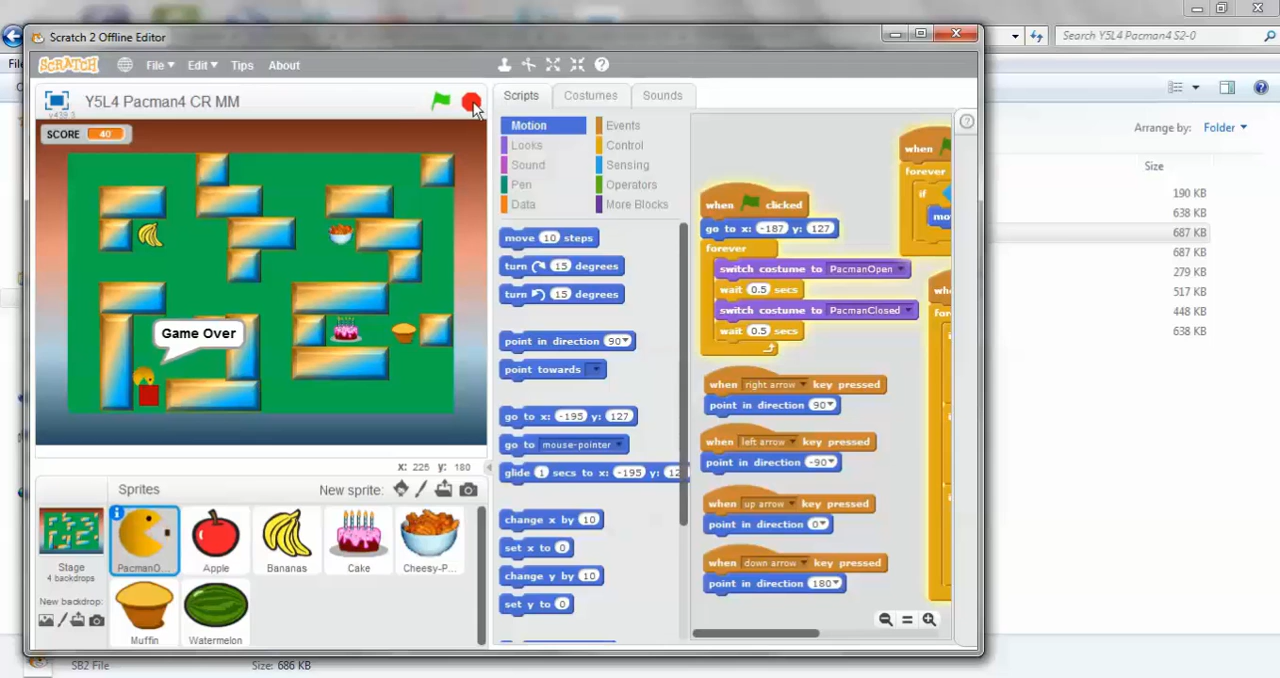 Scratch 2 Offline Editor
Search Y5L4 Pacman4 S2-0
SCRATCH File Edit Tips About
Y5L4 Pacman4 CR MM
v439.3
Scripts Costumes Sounds
SCORE 40
Game Over
x: 225 y: 180
Motion Events
Looks Control
Sound Sensing
Pen Operators
Data More Blocks
move 10 steps
turn 15 degrees
turn 15 degrees
point in direction 90
point towards
go to x: -195 y: 127
go to mouse-pointer
glide 1 secs to x: -195 y: 12
change x by 10
set x to 0
change y by 10
set y to 0
when clicked
go to x: -187 y: 127
forever
switch costume to PacmanOpen
wait 0.5 secs
switch costume to PacmanClosed
wait 0.5 secs
when right arrow key pressed
point in direction 90
when left arrow key pressed
point in direction -90
when up arrow key pressed
point in direction 0
when down arrow key pressed
point in direction 180
when
forever
if
mov
Sprites New sprite:
Stage
4 backdrops
New backdrop:
PacmanO...
Apple
Bananas
Cake
Cheesy-P...
Muffin
Watermelon
Arrange by: Folder
Size
190 KB
638 KB
687 KB
687 KB
279 KB
517 KB
448 KB
638 KB
SB2 File Size: 686 KB